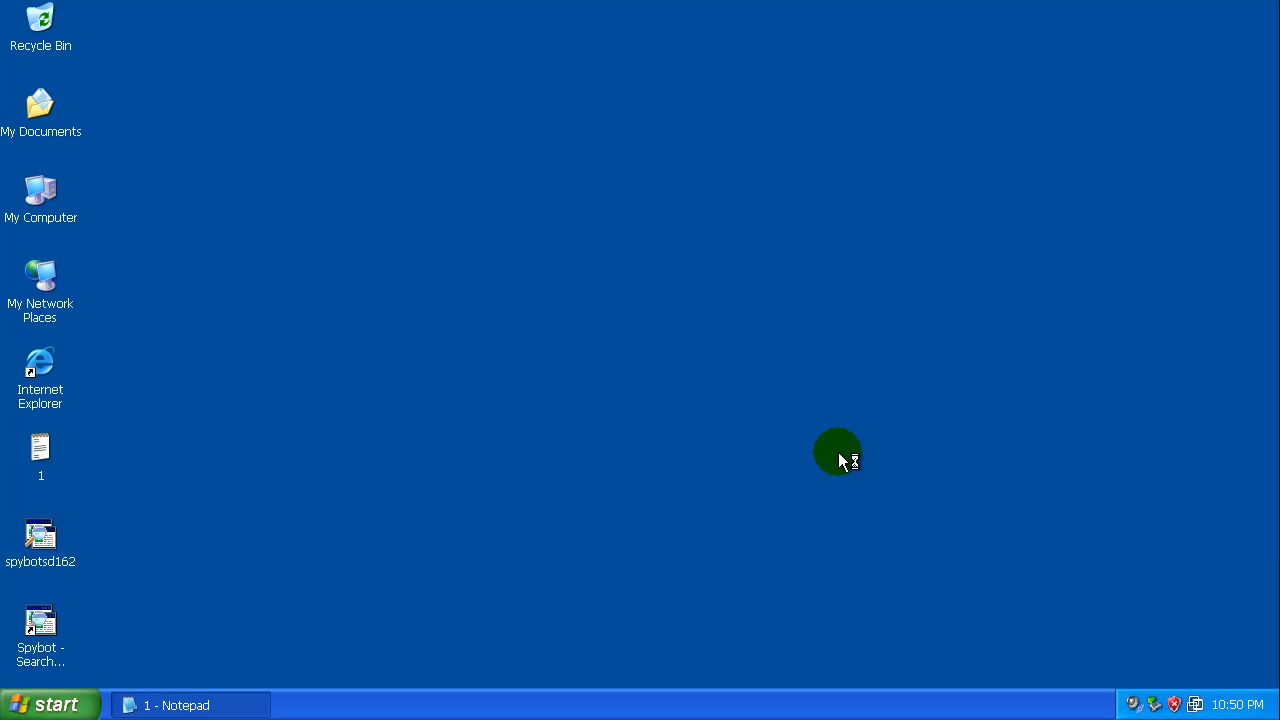 Recycle Bin
My Documents
My Computer
My Network
Places
Internet
Explorer
1
spybotsd162
Spybot -
Search...
start
1 - Notepad
10:50 PM